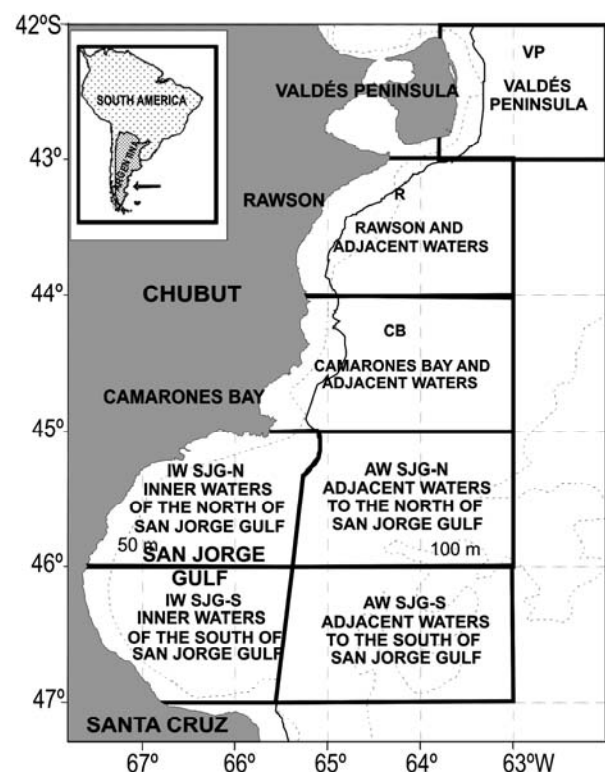 42ºS
VP
VALDÉS PENINSULA
VALDÉS
PENINSULA
SOUTH AMERICA
ARGENTINA
43º
RAWSON
R
RAWSON AND
ADJACENT WATERS
44º
CHUBUT
CB
CAMARONES BAY AND
ADJACENT WATERS
CAMARONES BAY
45º
IW SJG-N
INNER WATERS
OF THE NORTH OF
SAN JORGE GULF
AW SJG-N
ADJACENT WATERS
TO THE NORTH OF
SAN JORGE GULF
50 m
SAN JORGE
GULF
100 m
46º
IW SJG-S
INNER WATERS
OF THE SOUTH OF
SAN JORGE GULF
AW SJG-S
ADJACENT WATERS
TO THE SOUTH OF
SAN JORGE GULF
47º
SANTA CRUZ
67º
66º
65º
64º
63ºW